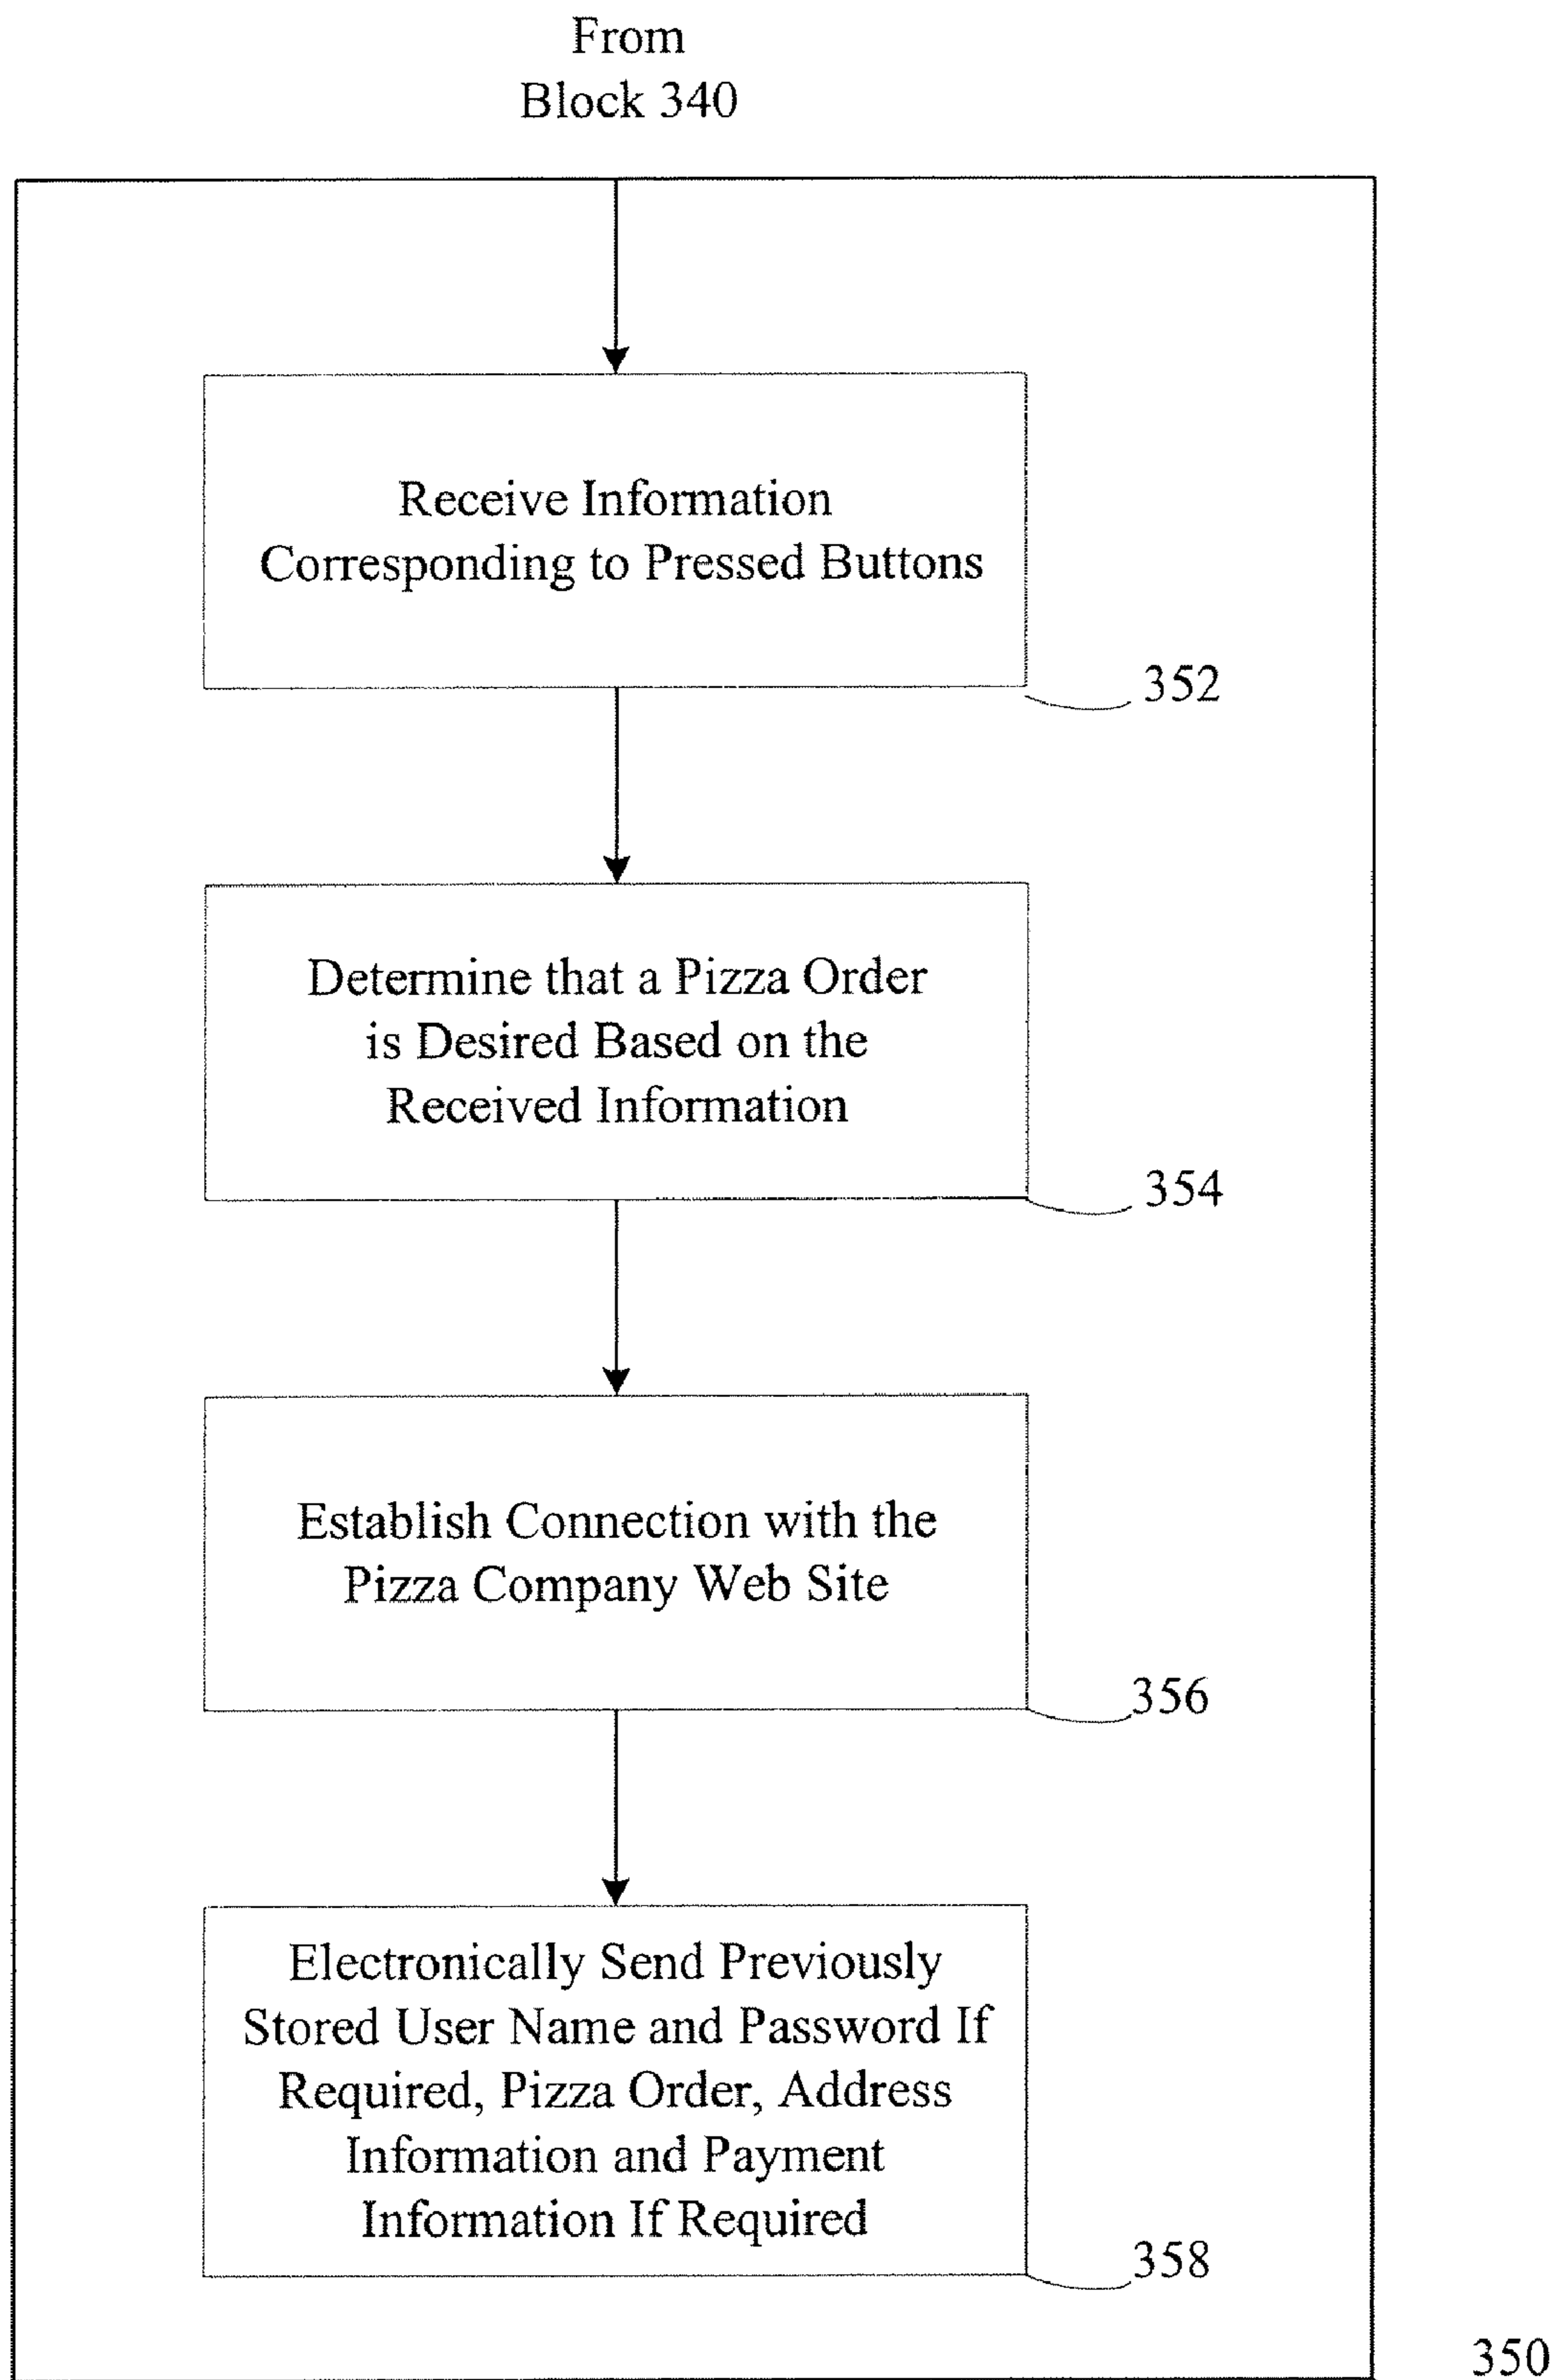 From
Block 340
Receive Information
Corresponding to Pressed Buttons
352
Determine that a Pizza Order
is Desired Based on the
Received Information
354
Establish Connection with the
Pizza Company Web Site
356
Electronically Send Previously
Stored User Name and Password If
Required, Pizza Order, Address
Information and Payment
Information If Required
358
350